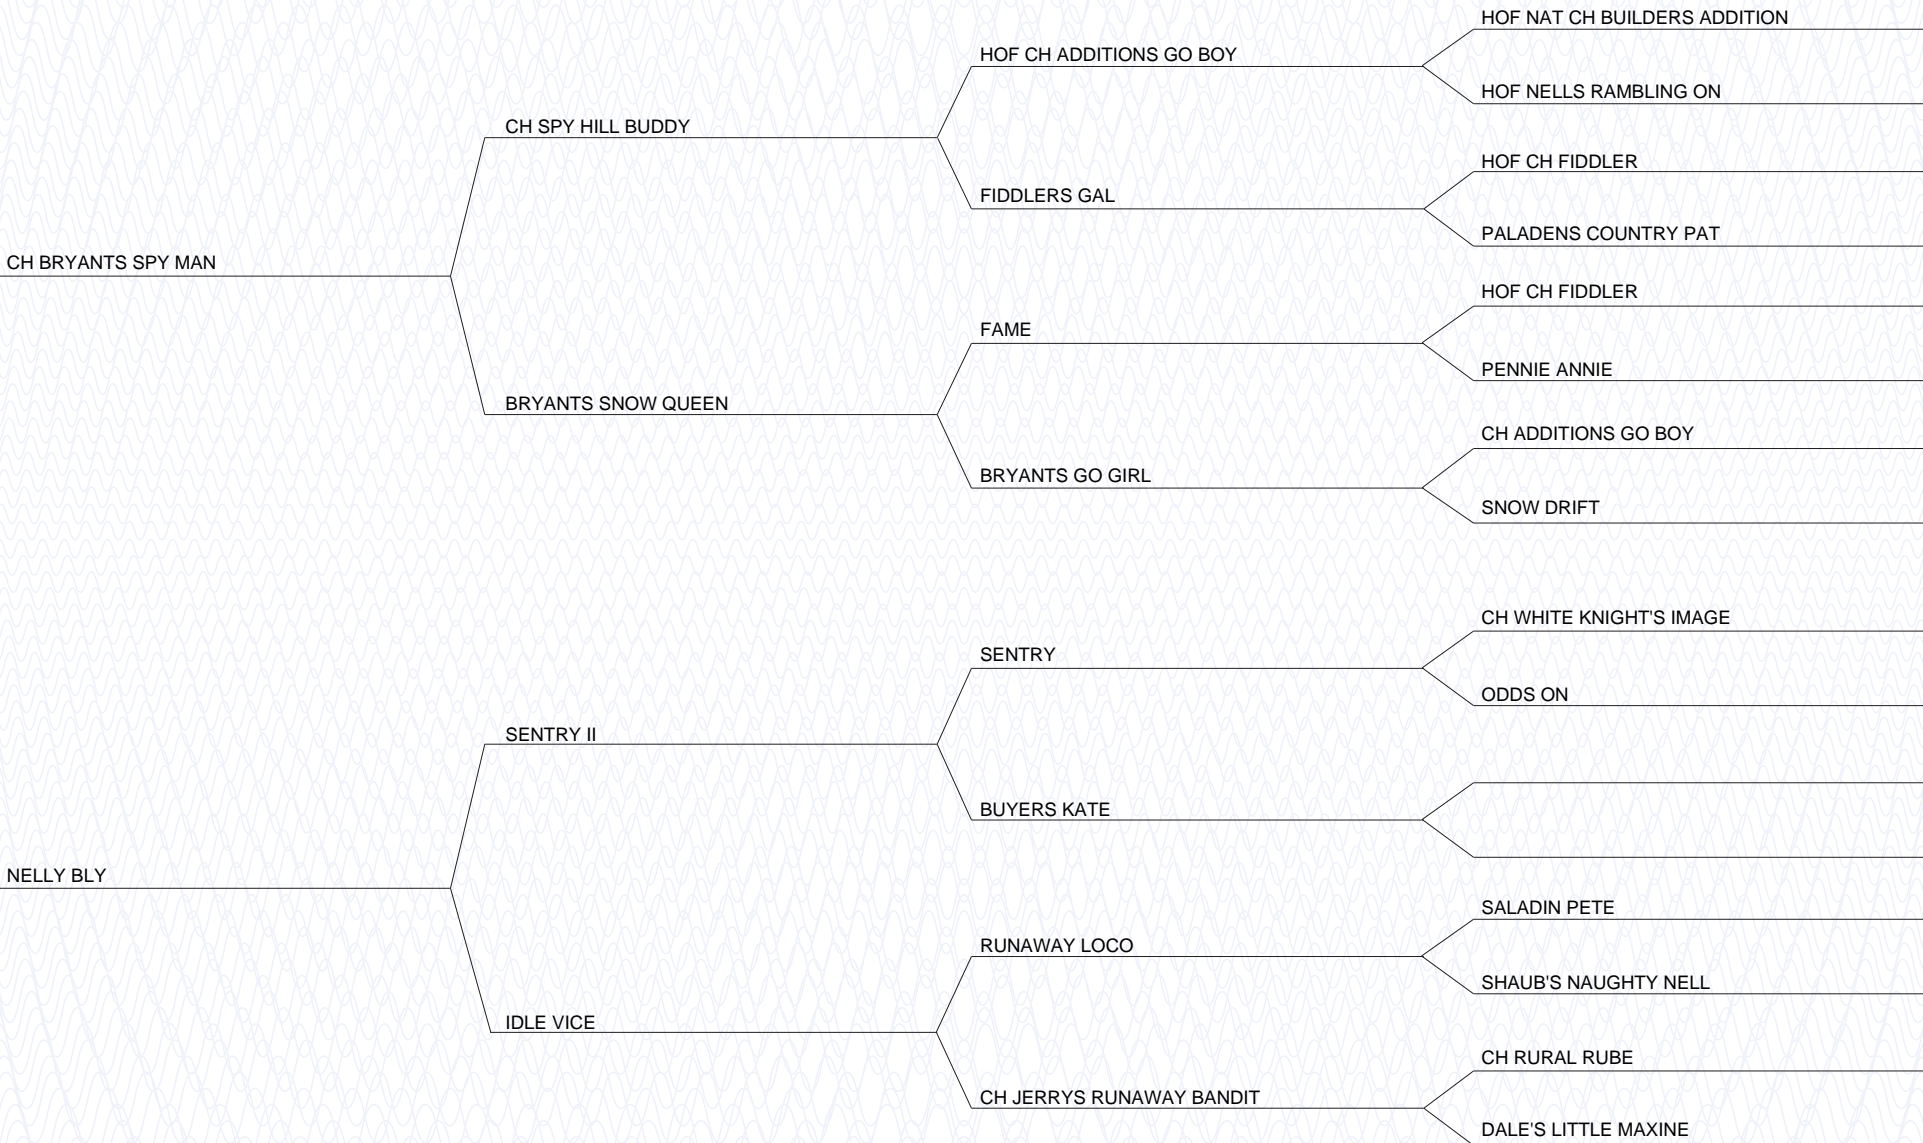 HOF NAT CH BUILDERS ADDITION
HOF CH ADDITIONS GO BOY
HOF NELLS RAMBLING ON
CH SPY HILL BUDDY
HOF CH FIDDLER
FIDDLERS GAL
PALADENS COUNTRY PAT
CH BRYANTS SPY MAN
HOF CH FIDDLER
FAME
PENNIE ANNIE
BRYANTS SNOW QUEEN
CH ADDITIONS GO BOY
BRYANTS GO GIRL
SNOW DRIFT
CH WHITE KNIGHT'S IMAGE
SENTRY
ODDS ON
SENTRY II
BUYERS KATE
NELLY BLY
SALADIN PETE
RUNAWAY LOCO
SHAUB'S NAUGHTY NELL
IDLE VICE
CH RURAL RUBE
CH JERRYS RUNAWAY BANDIT
DALE'S LITTLE MAXINE